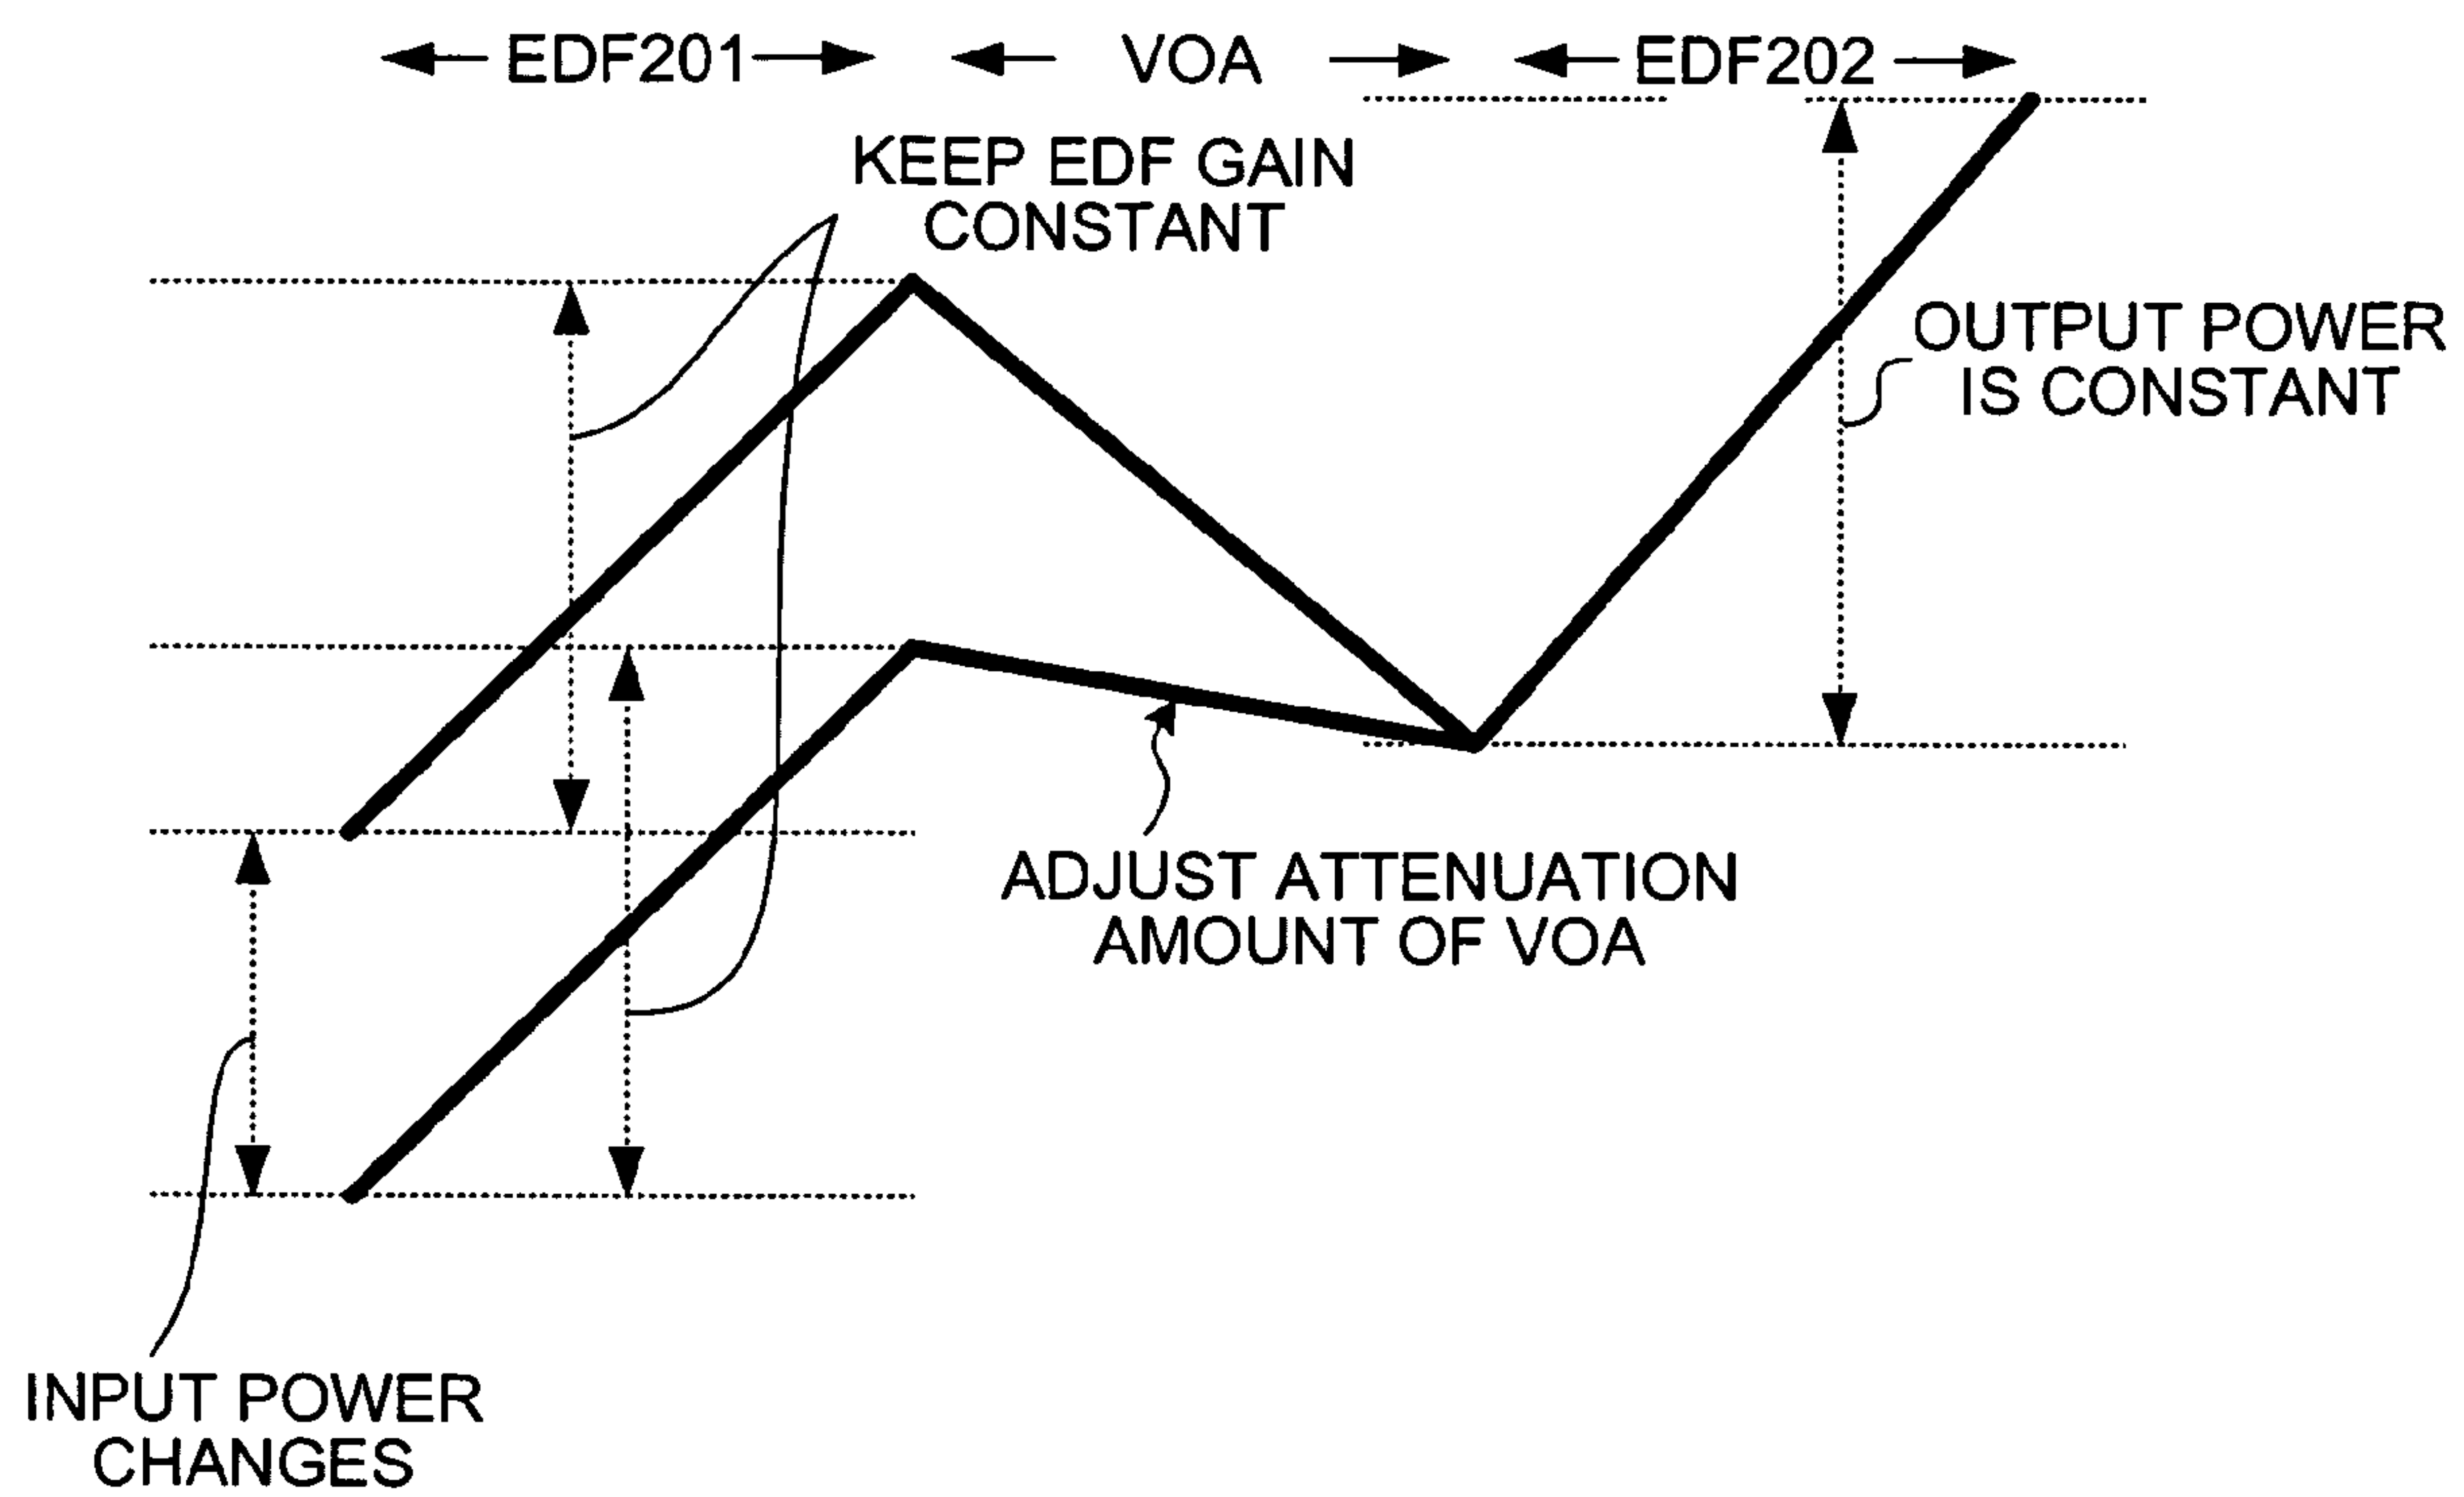 EDF201
VOA
EDF202
KEEP EDF GAIN
CONSTANT
OUTPUT POWER
IS CONSTANT
ADJUST ATTENUATION
AMOUNT OF VOA
INPUT POWER
CHANGES